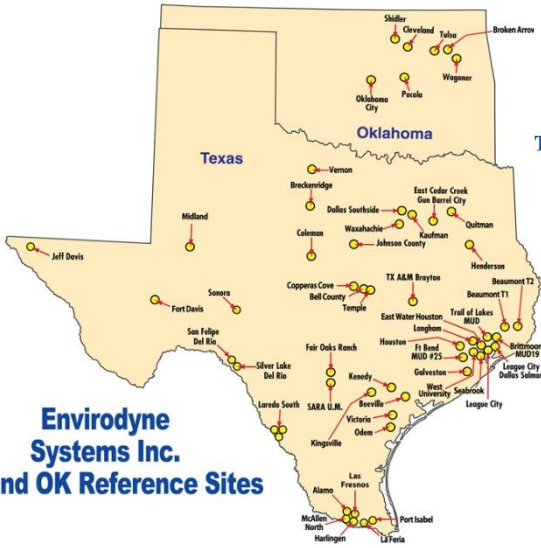 Shidler
Cleveland
Tulsa
Broken Arrow
Wagoner
Oklahoma
City
Pocola
Oklahoma
T
Texas
Vernon
Breckenridge
East Cedar Creek
Gun Barrel City
Dallas Southside
Quitman
Midland
Waxahachie
Kaufman
Coleman
Johnson County
Jeff Davis
Henderson
TX A&M Brayton
Beaumont T2
Copperas Cove
Bell County
Temple
Beaumont T1
Sonora
Fort Davis
East Water Houston
Trail of Lakes
MUD
Langham
San Felipe
Del Rio
Fair Oaks Ranch
Houston
Ft Bend
MUD #25
Brittmoore
MUD19
Silver Lake
Del Rio
Kenedy
Galveston
League City
Dallas Salmon
West
University
Seabrook
League City
SARA U.M.
Beeville
Laredo South
Victoria
Odem
Kingsville
Envirodyne
Systems Inc.
nd OK Reference Sites
Las
Fresnos
Alamo
McAllen
North
Port Isabel
Harlingen
La Feria